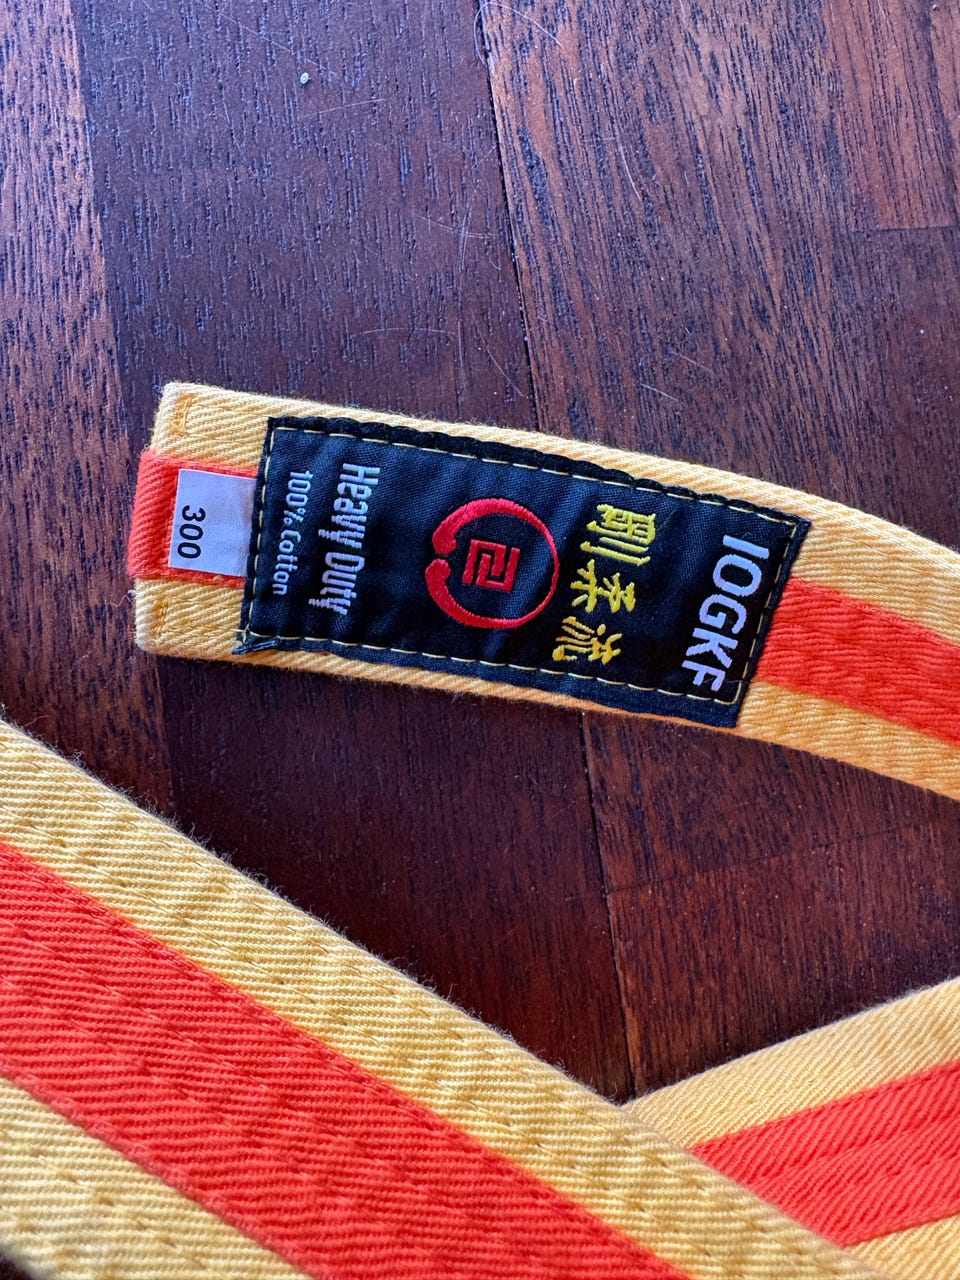 IOGKF
剛柔流
Heavy Duty
100% Cotton
300